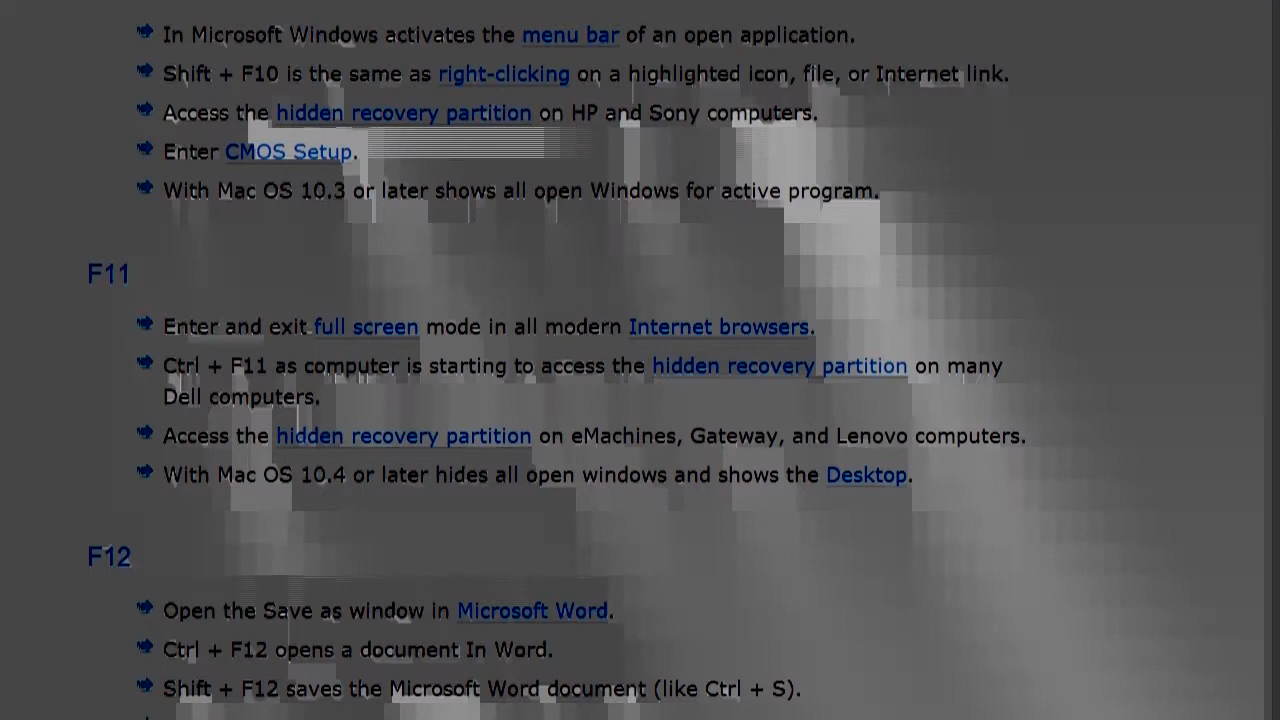 In Microsoft Windows activates the menu bar of an open application.
Shift + F10 is the same as right-clicking on a highlighted icon, file, or Internet link.
Access the hidden recovery partition on HP and Sony computers.
Enter CMOS Setup.
With Mac OS 10.3 or later shows all open Windows for active program.
F11
Enter and exit full screen mode in all modern Internet browsers.
Ctrl + F11 as computer is starting to access the hidden recovery partition on many
Dell computers.
Access the hidden recovery partition on eMachines, Gateway, and Lenovo computers.
With Mac OS 10.4 or later hides all open windows and shows the Desktop.
F12
Open the Save as window in Microsoft Word.
Ctrl + F12 opens a document In Word.
Shift + F12 saves the Microsoft Word document (like Ctrl + S).